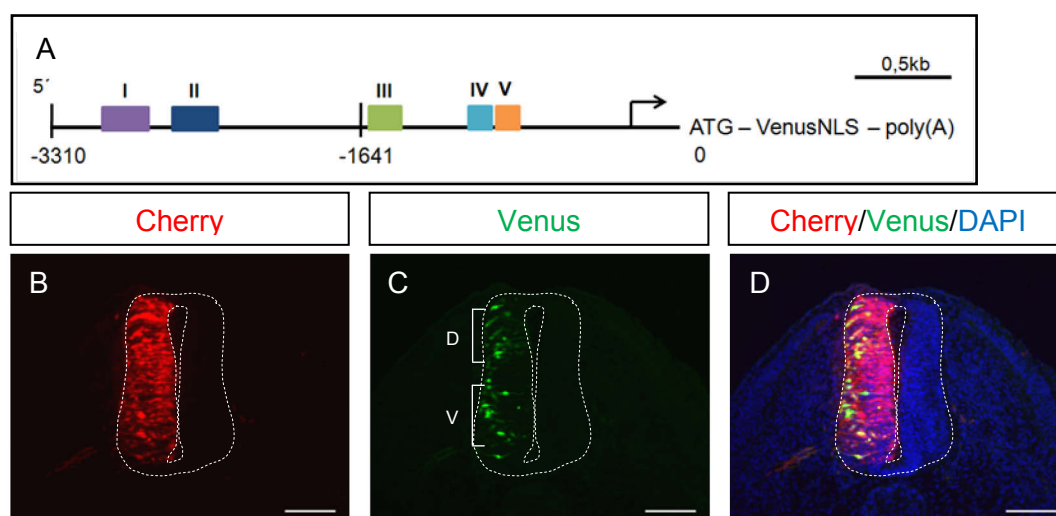 A
0,5kb
5´
I II III IV V
ATG – VenusNLS – poly(A)
-3310 -1641 0
Cherry Venus Cherry/Venus/DAPI
B C D
D
V